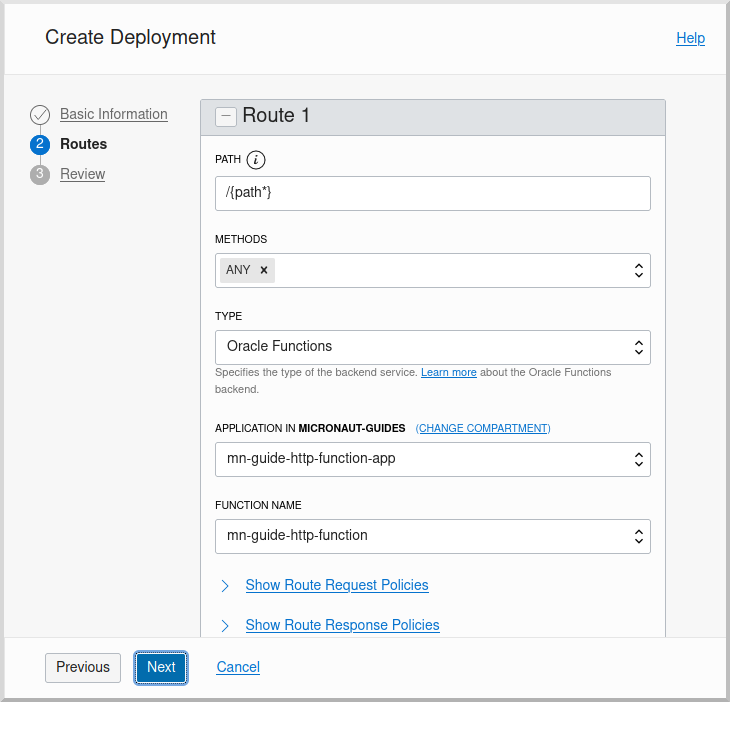 Create Deployment
Help
Basic Information
2 Routes
3 Review
Route 1
PATH i
/{path*}
METHODS
ANY ×
TYPE
Oracle Functions
Specifies the type of the backend service. Learn more about the Oracle Functions
backend.
APPLICATION IN MICRONAUT-GUIDES (CHANGE COMPARTMENT)
mn-guide-http-function-app
FUNCTION NAME
mn-guide-http-function
Show Route Request Policies
Show Route Response Policies
Previous Next Cancel